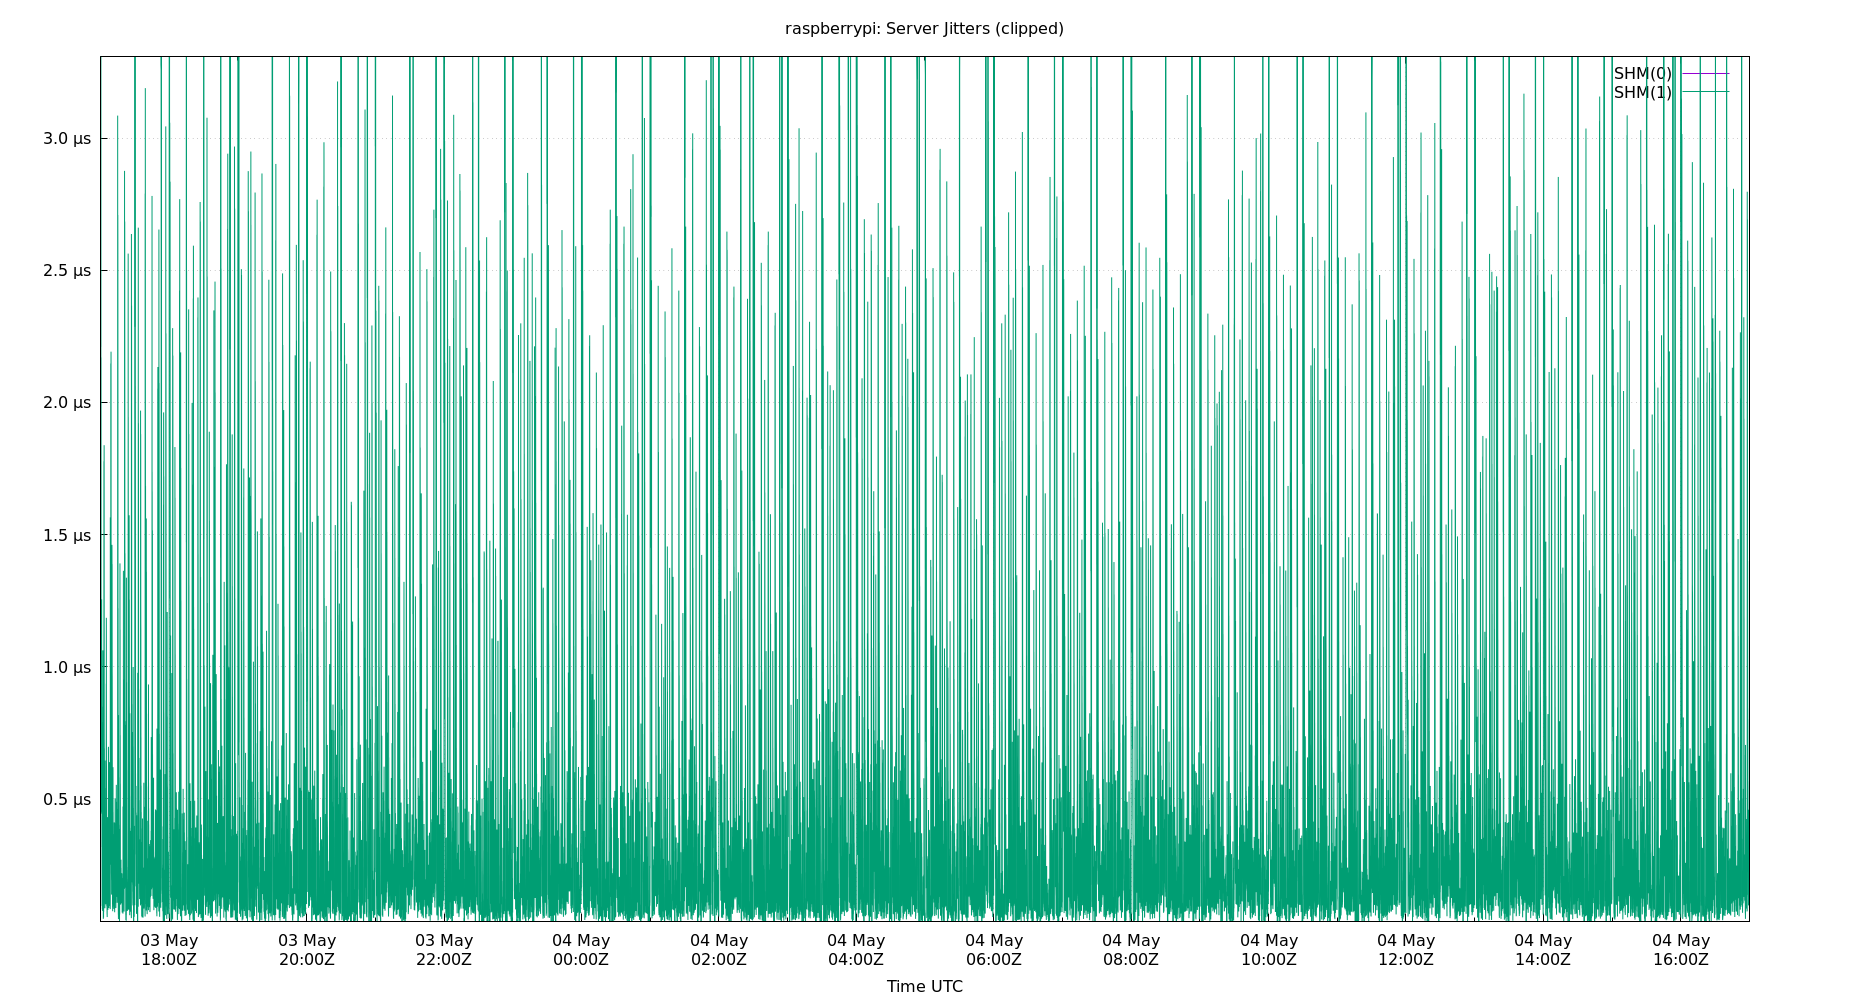 raspberrypi: Server Jitters (clipped)
SHM(0)
SHM(1)
3.0 µs
2.5 µs
2.0 µs
1.5 µs
1.0 µs
0.5 µs
03 May 03 May 03 May 04 May 04 May 04 May 04 May 04 May 04 May 04 May 04 May 04 May
18:00Z 20:00Z 22:00Z 00:00Z 02:00Z 04:00Z 06:00Z 08:00Z 10:00Z 12:00Z 14:00Z 16:00Z
Time UTC